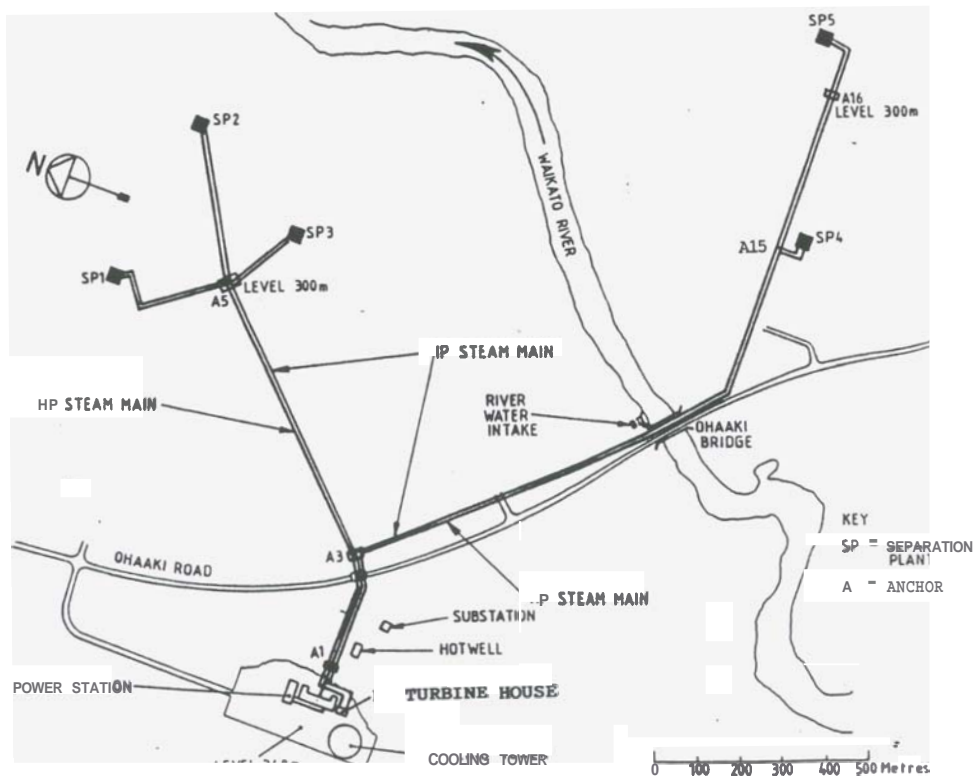 SP5
A16
LEVEL 300m
SP2
N
WAIKATO RIVER
SP3
A15
SP4
SP1
LEVEL 300m
A5
IP STEAM MAIN
HP STEAM MAIN
RIVER
WATER
INTAKE
OHAAKI
BRIDGE
KEY
SP = SEPARATION
PLANT
A = ANCHOR
A3
OHAAKI ROAD
P STEAM MAIN
SUBSTATION
A1
HOTWELL
POWER STATION
TURBINE HOUSE
COOLING TOWER
0 100 200 300 400 500 Metres